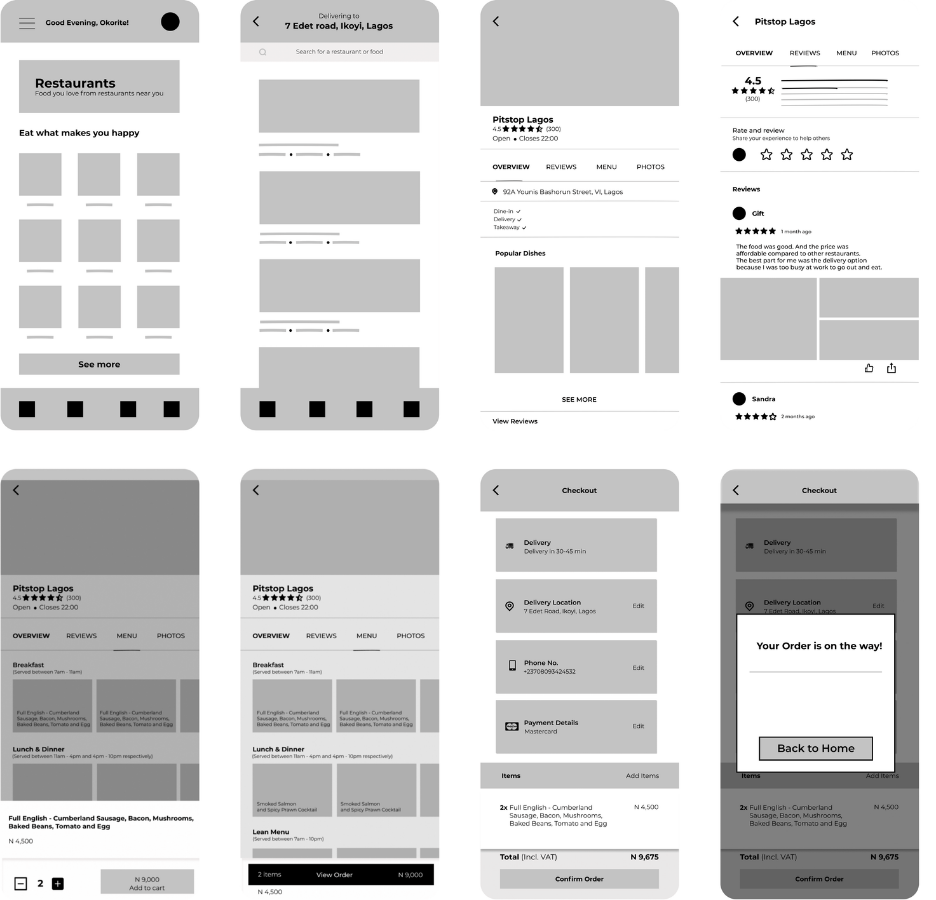 Good Evening, Okorite!
Restaurants
Food you love from restaurants near you
Eat what makes you happy
See more
Delivering to
7 Edet road, Ikoyi, Lagos
Search for a restaurant or food
Pitstop Lagos
4.5 (300)
Open • Closes 22:00
OVERVIEW REVIEWS MENU PHOTOS
92A Younis Bashorun Street, VI, Lagos
Dine-in
Delivery
Takeaway
Popular Dishes
SEE MORE
View Reviews
Pitstop Lagos
OVERVIEW REVIEWS MENU PHOTOS
4.5
(300)
Rate and review
Share your experience to help others
Reviews
Gift
1 month ago
The food was good. And the price was
affordable compared to other restaurants.
The best part for me was the delivery option
because I was too busy at work to go out and eat.
Sandra
2 months ago
Pitstop Lagos
4.5 (300)
Open • Closes 22:00
OVERVIEW REVIEWS MENU PHOTOS
Breakfast
(Served between 7am - 11am)
Full English - Cumberland
Sausage, Bacon, Mushrooms,
Baked Beans, Tomato and Egg
Full English - Cumberland
Sausage, Bacon, Mushrooms,
Baked Beans, Tomato and Egg
Lunch & Dinner
(Served between 11am - 4pm and 4pm - 10pm respectively)
Full English - Cumberland Sausage, Bacon, Mushrooms,
Baked Beans, Tomato and Egg
N 4,500
2
N 9,000
Add to cart
Pitstop Lagos
4.5 (300)
Open • Closes 22:00
OVERVIEW REVIEWS MENU PHOTOS
Breakfast
(Served between 7am - 11am)
Full English - Cumberland
Sausage, Bacon, Mushrooms,
Baked Beans, Tomato and Egg
Full English - Cumberland
Sausage, Bacon, Mushrooms,
Baked Beans, Tomato and Egg
Lunch & Dinner
(Served between 11am - 4pm and 4pm - 10pm respectively)
Smoked Salmon
and Spicy Prawn Cocktail
Smoked Salmon
and Spicy Prawn Cocktail
Lean Menu
(Served between 7am - 10pm)
2 Items View Order N 9,000
N 4,500
Checkout
Delivery
Delivery in 30-45 min
Delivery Location
7 Edet Road, Ikoyi, Lagos
Edit
Phone No.
+23708093424532
Edit
Payment Details
Mastercard
Edit
Items Add Items
2x Full English - Cumberland
Sausage, Bacon, Mushrooms,
Baked Beans, Tomato and Egg
N 4,500
Total (Incl. VAT) N 9,675
Confirm Order
Checkout
Delivery
Delivery in 30-45 min
Delivery Location
7 Edet Road, Ikoyi, Lagos
Edit
Your Order is on the way!
Back to Home
Items Add Items
2x Full English - Cumberland
Sausage, Bacon, Mushrooms,
Baked Beans, Tomato and Egg
N 4,500
Total (Incl. VAT) N 9,675
Confirm Order